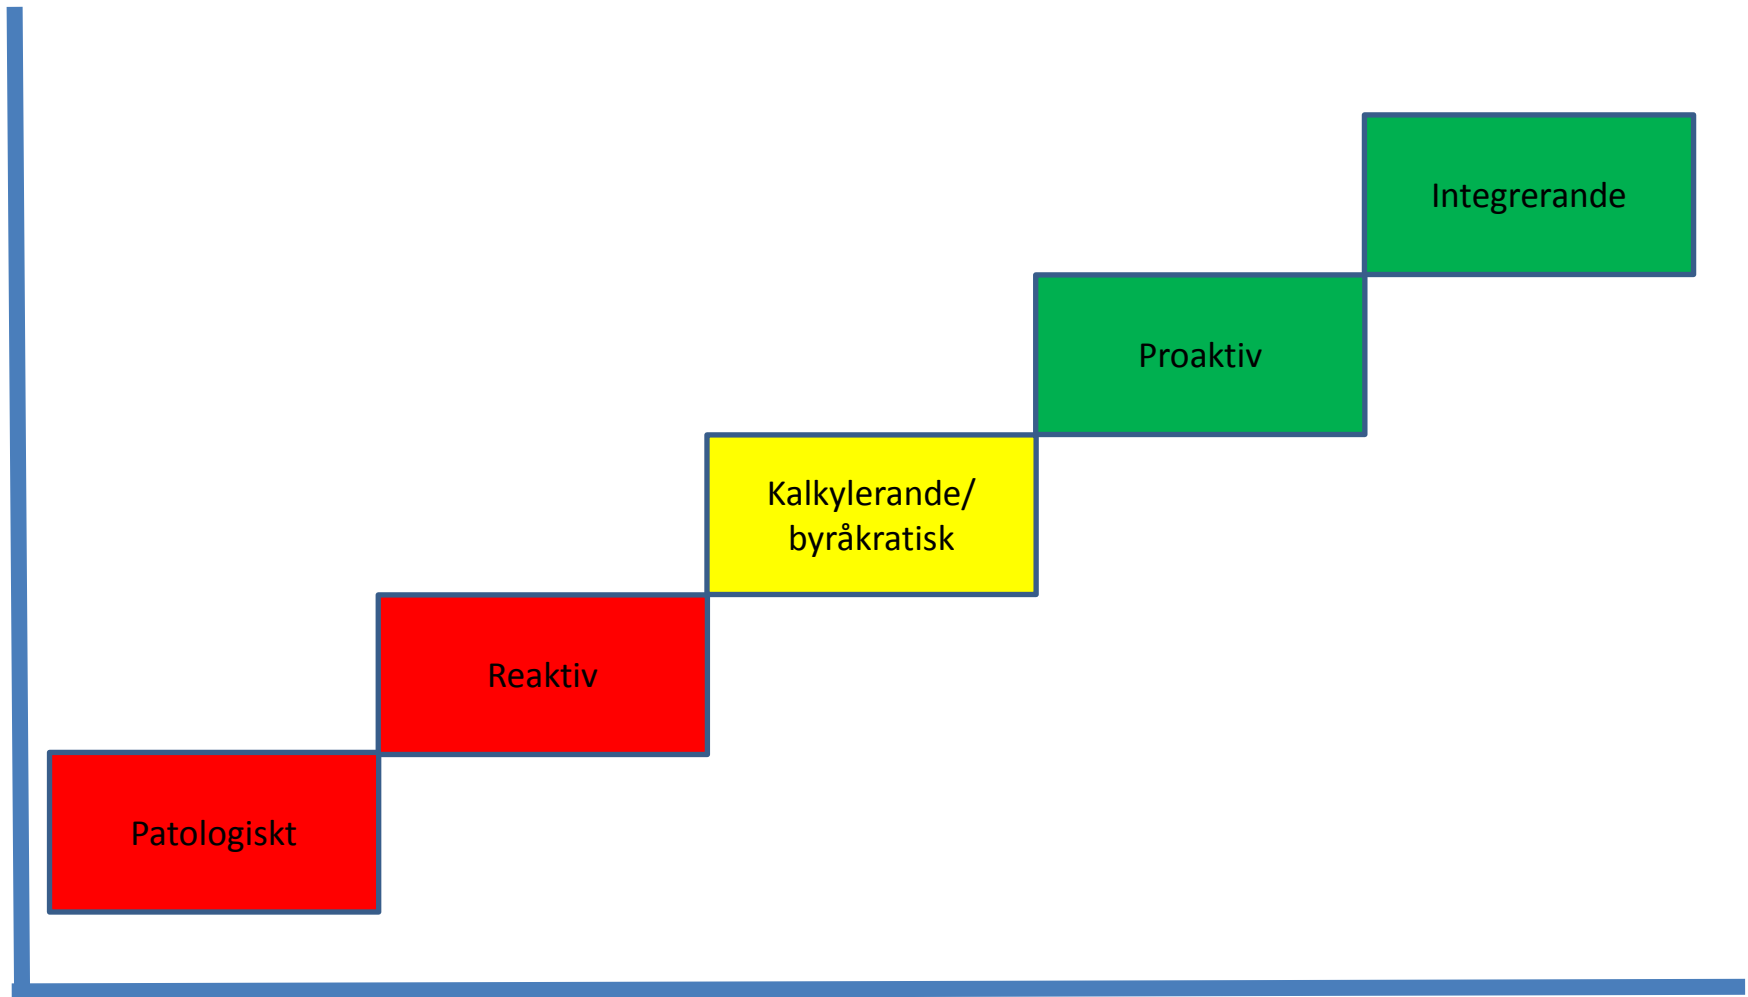 Integrerande
Proaktiv
Kalkylerande/
byråkratisk
Reaktiv
Patologiskt